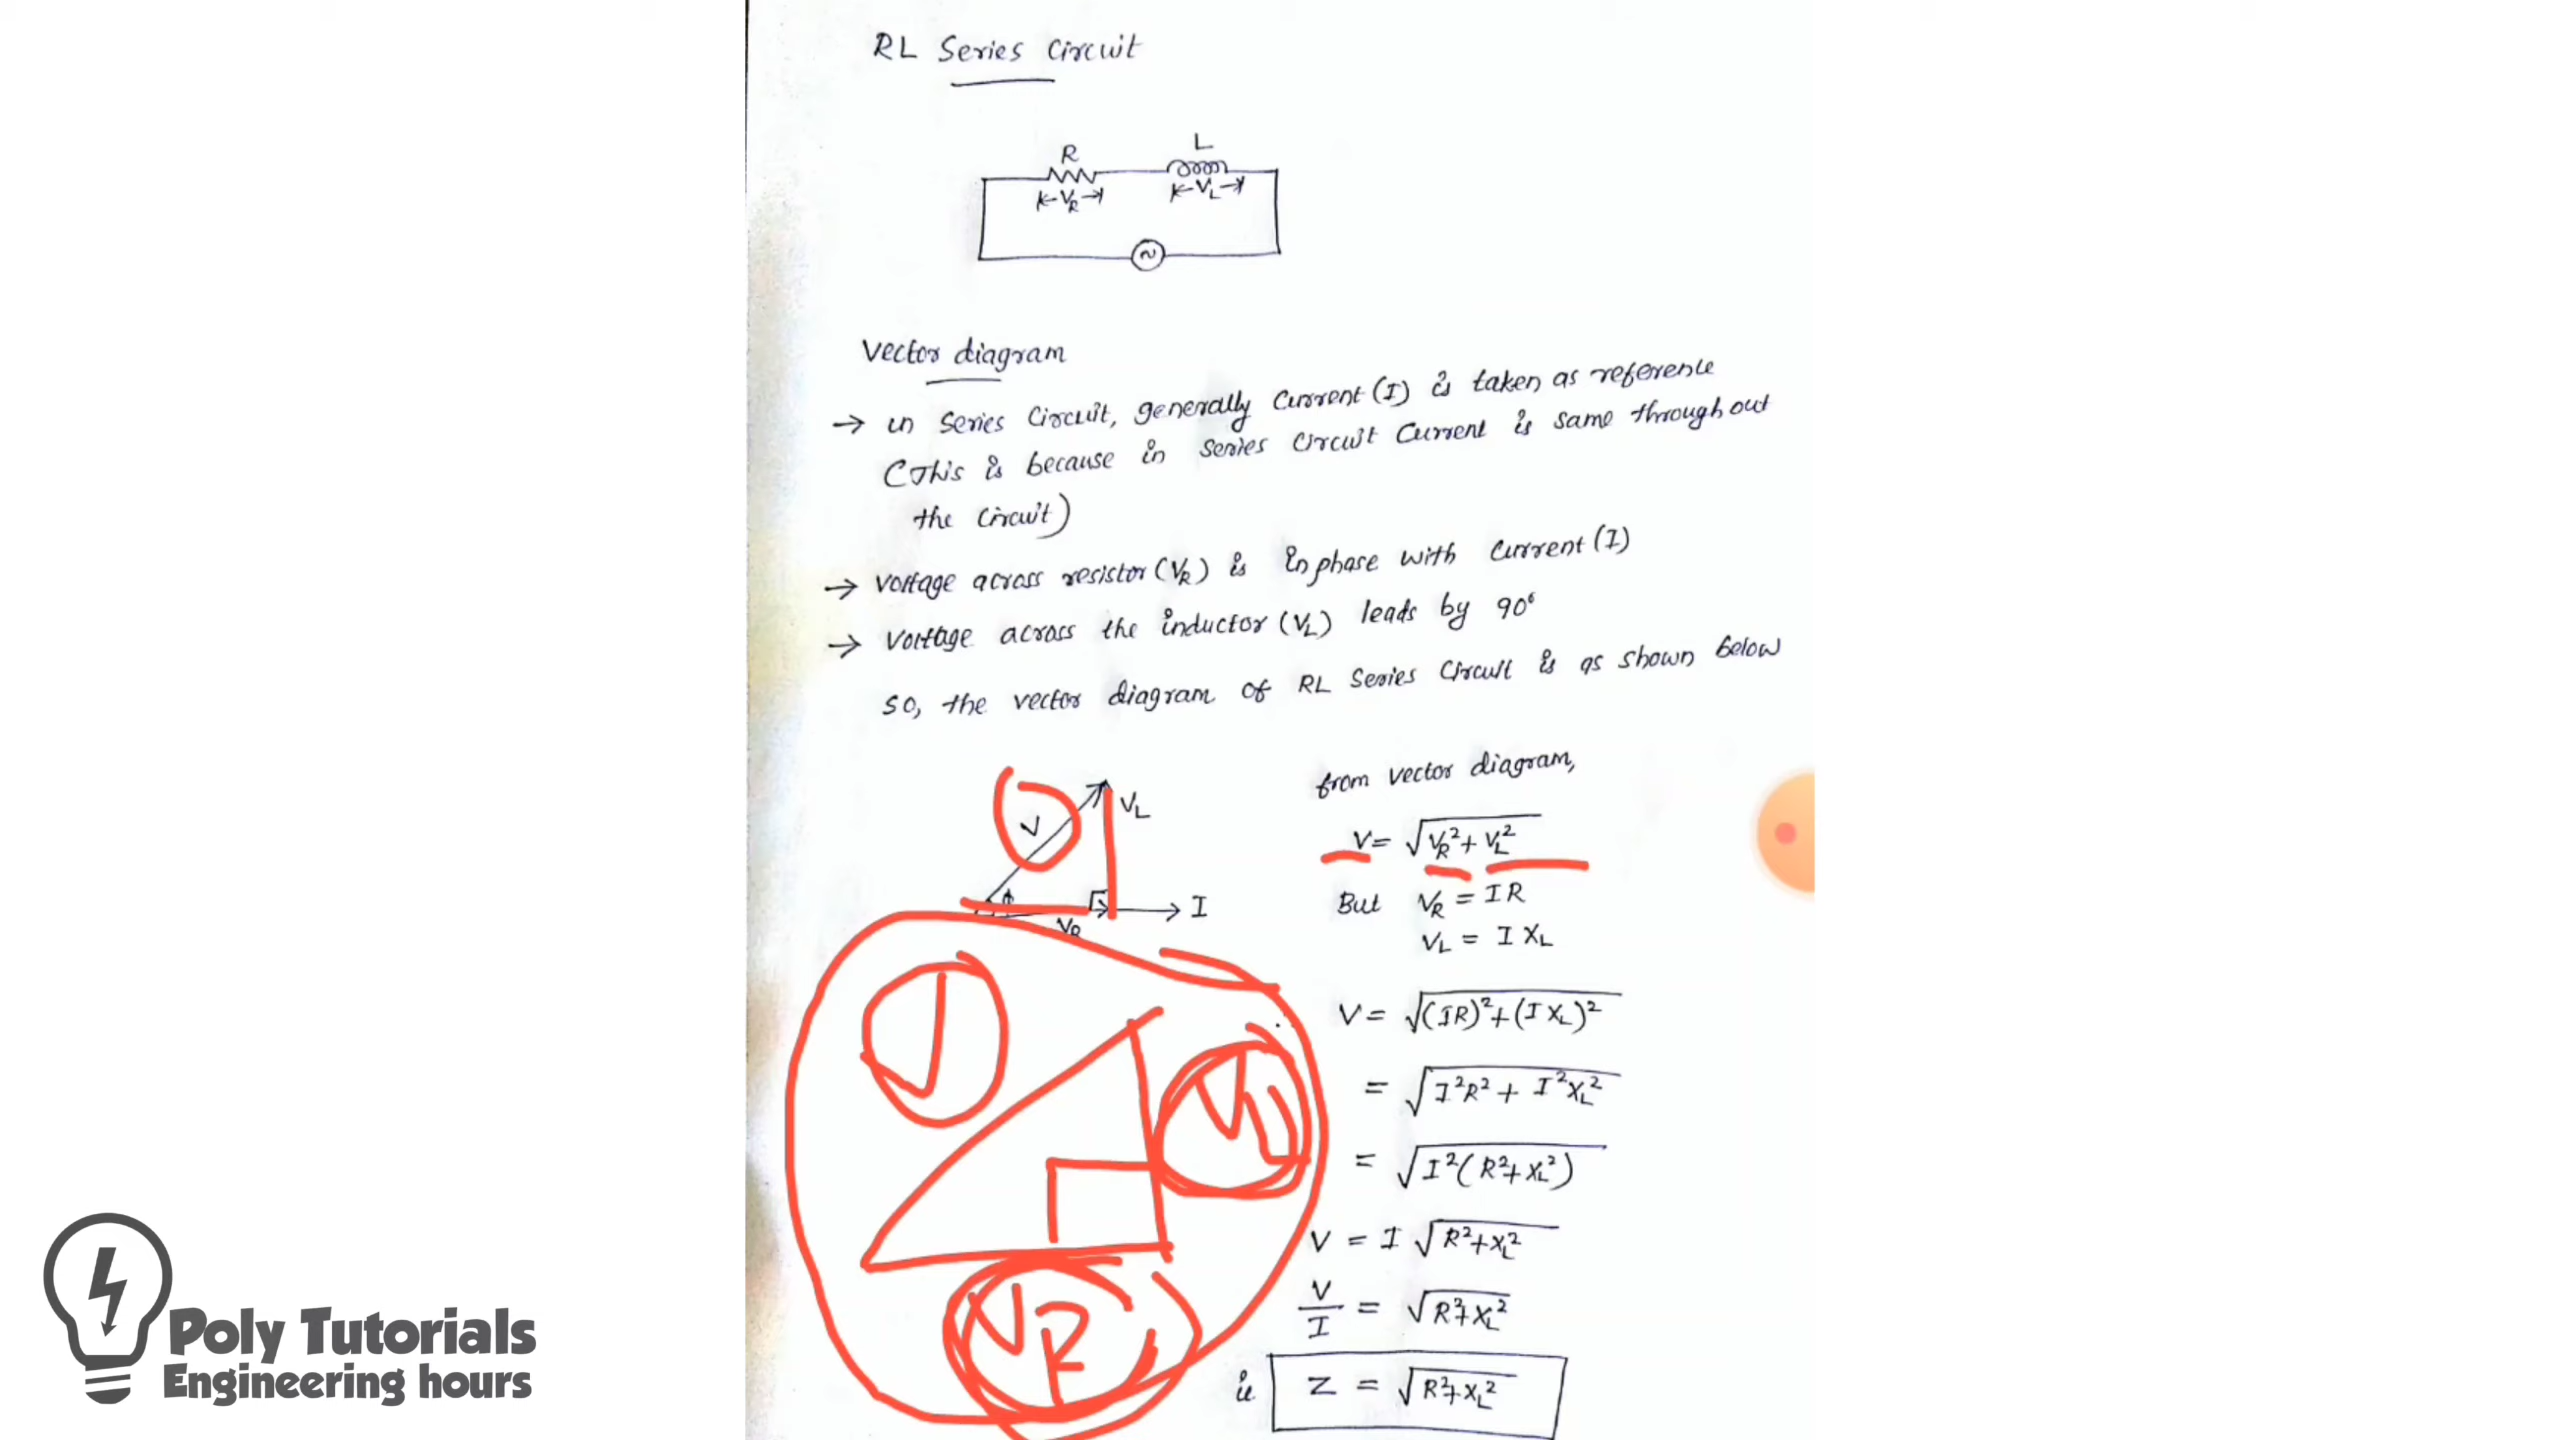 RL Series Circuit
R
L
VR
VL
~
Vector diagram
→ in Series Circuit, generally Current (I) is taken as reference
(This is because in series circuit Current is same throughout
the Circuit)
→ Voltage across resistor (VR) is in phase with Current (I)
→ Voltage across the inductor (VL) leads by 90°
So, the vector diagram of RL Series Circuit is as shown below
from vector diagram,
V
VL
V = √VR² + VL²
ϕ
I
VR
But VR = IR
VL = I XL
V
V = √(IR)² + (I XL)²
VL
= √I²R² + I²XL²
= √I²(R² + XL²)
V = I √R² + XL²
VR
V/I = √R² + XL²
ie Z = √R² + XL²
Poly Tutorials
Engineering hours